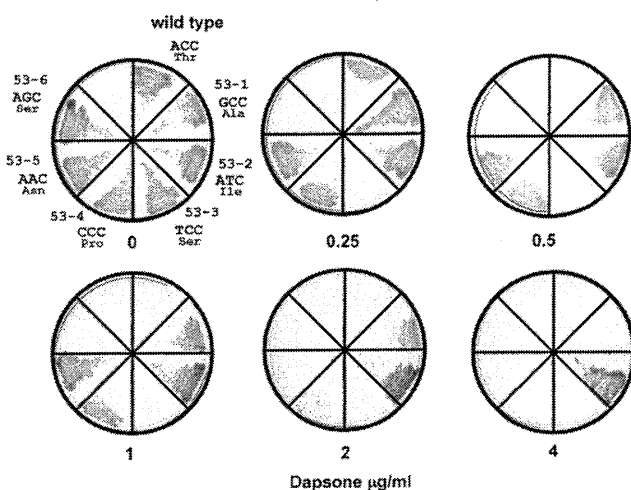 wild type
ACC
Thr
53-6
AGC
Ser
53-1
GCC
Ala
53-5
AAC
Asn
53-2
ATC
Ile
53-4
CCC
Pro
53-3
TCC
Ser
0
0.25
0.5
1
2
4
Dapsone µg/ml